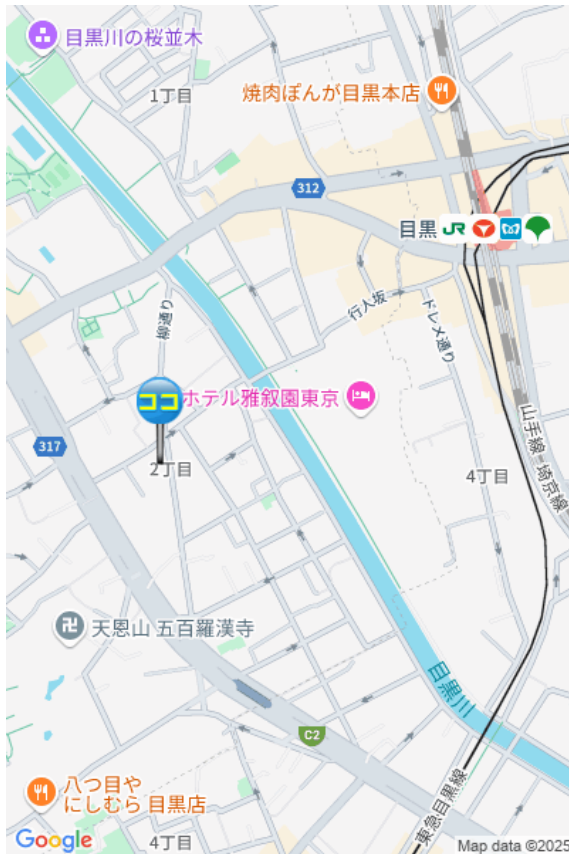 目黒川の桜並木
1丁目
焼肉ぽんが目黒本店
312
目黒
JR
行人坂
ドレメ通り
柳通り
ココ
ホテル雅叙園東京
317
2丁目
4丁目
山手線-埼京線
天恩山 五百羅漢寺
目黒川
C2
八つ目や
にしむら 目黒店
東急目黒線
4丁目
Google
Map data ©2025